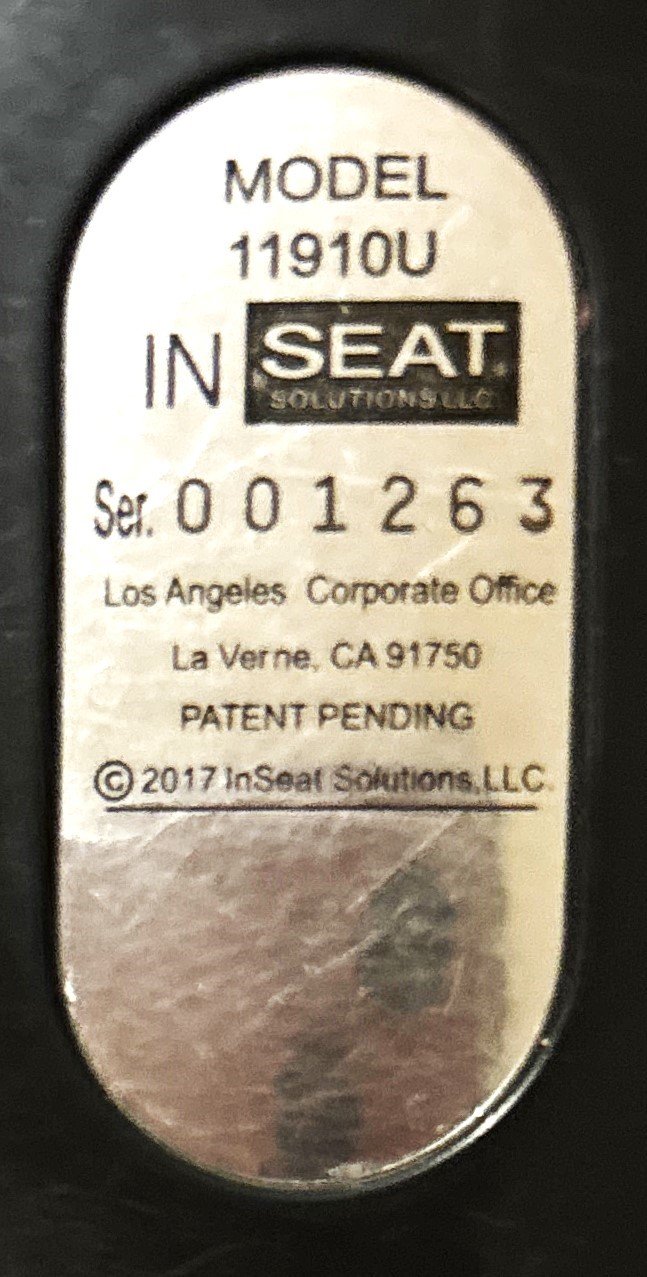 MODEL
11910U
IN SEAT
SOLUTIONS LLC
Ser. 001263
Los Angeles Corporate Office
La Verne, CA 91750
PATENT PENDING
© 2017 InSeat Solutions, LLC.